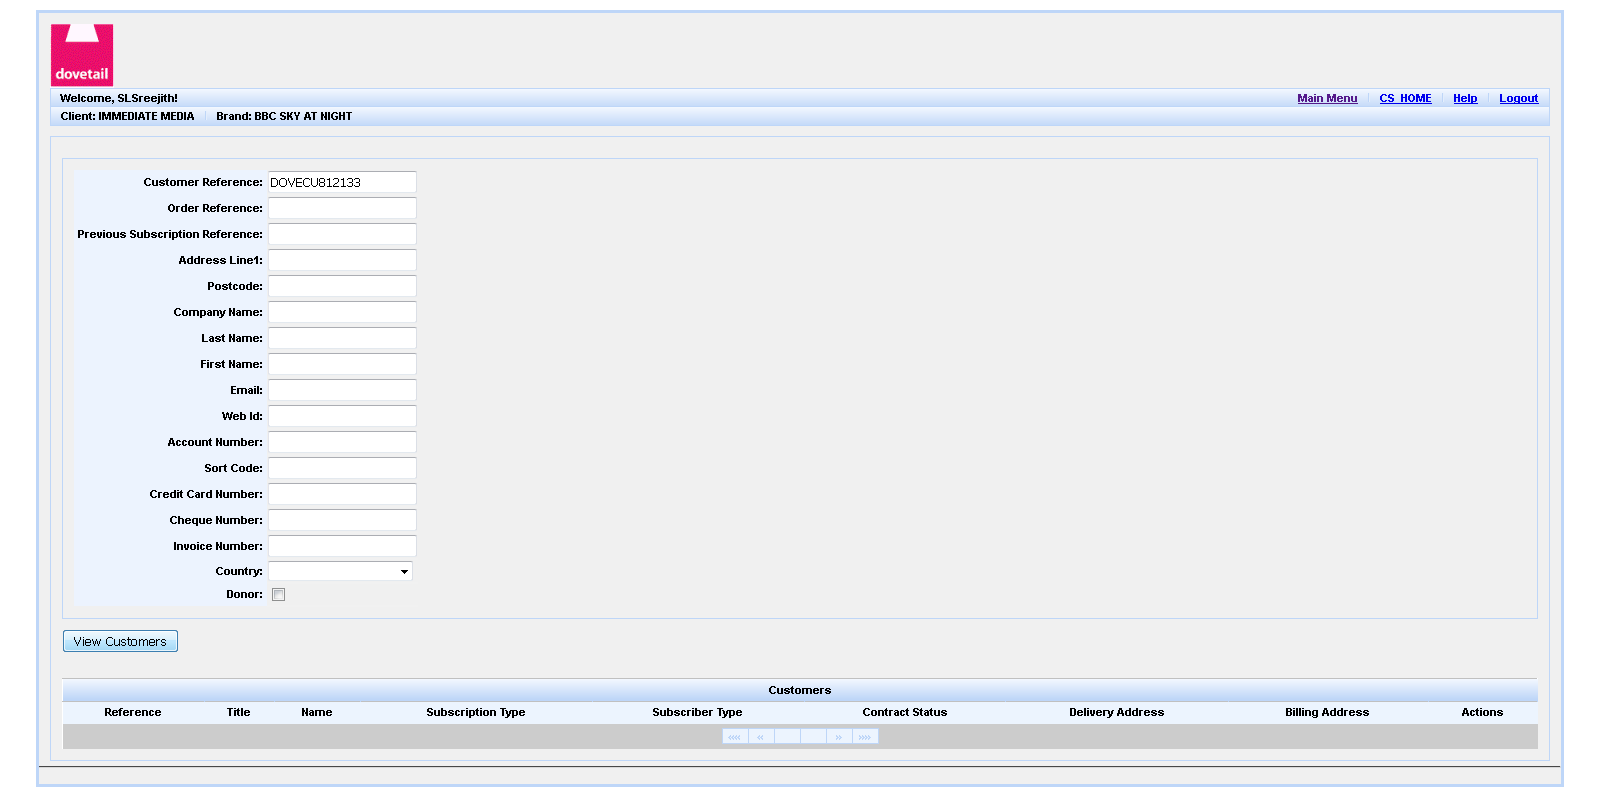 dovetail
Welcome, SLSreejith!
Main Menu CS_HOME Help Logout
Client: IMMEDIATE MEDIA Brand: BBC SKY AT NIGHT
Customer Reference: DOVECU812133
Order Reference:
Previous Subscription Reference:
Address Line1:
Postcode:
Company Name:
Last Name:
First Name:
Email:
Web Id:
Account Number:
Sort Code:
Credit Card Number:
Cheque Number:
Invoice Number:
Country:
Donor:
View Customers
Customers
Reference Title Name Subscription Type Subscriber Type Contract Status Delivery Address Billing Address Actions
«« « » »»